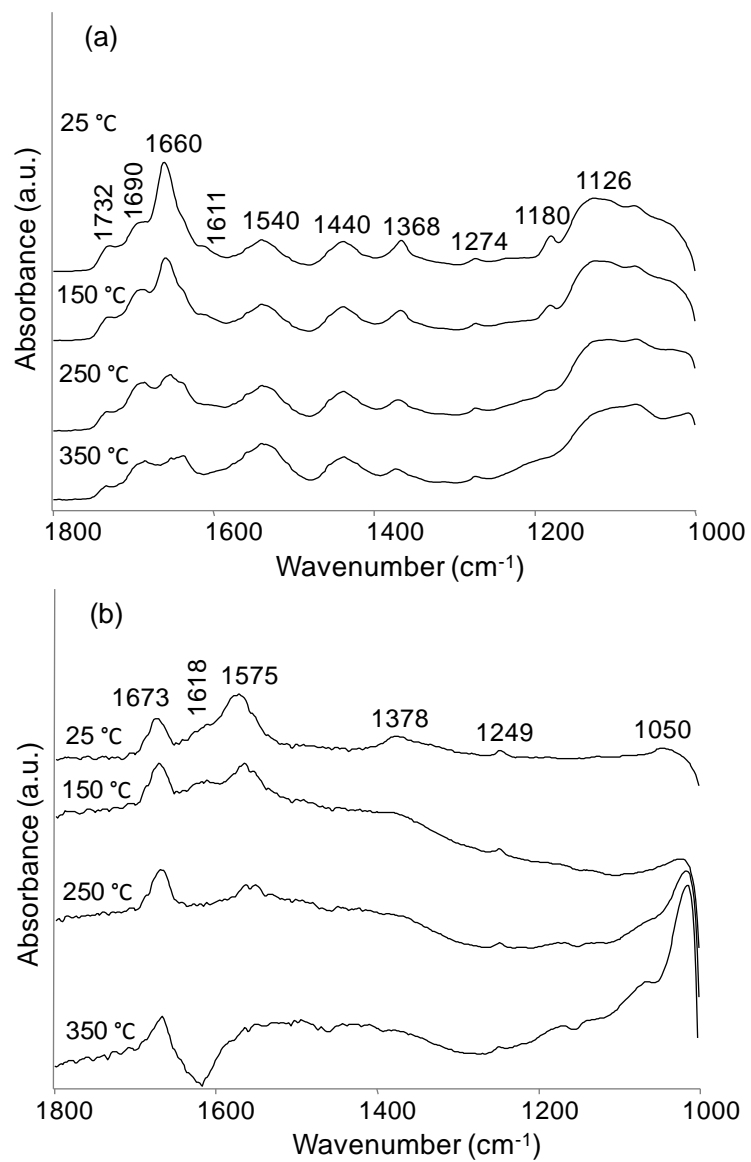 (a)
25 °C
1732
1690
1660
1611
1540
1440
1368
1274
1180
1126
150 °C
250 °C
350 °C
Absorbance (a.u.)
1800 1600 1400 1200 1000
Wavenumber (cm-1)
(b)
1673
1618
1575
1378
1249
1050
25 °C
150 °C
250 °C
350 °C
Absorbance (a.u.)
1800 1600 1400 1200 1000
Wavenumber (cm-1)